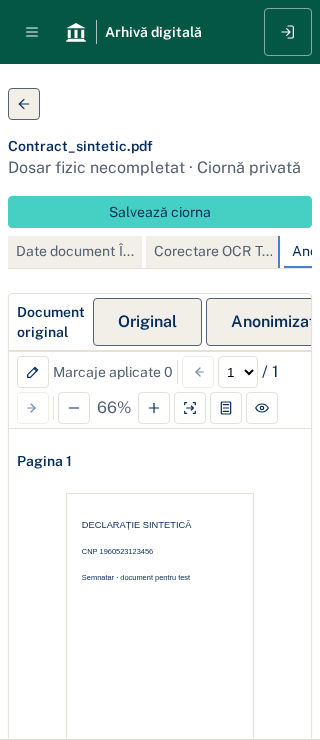 Arhivă digitală
Contract_sintetic.pdf
Dosar fizic necompletat · Ciornă privată
Salvează ciorna
Date document Î... Corectare OCR T... Ano
Document original Original Anonimizat
Marcaje aplicate 0 1 / 1
66%
Pagina 1
DECLARAȚIE SINTETICĂ
CNP 1960523123456
Semnatar - document pentru test